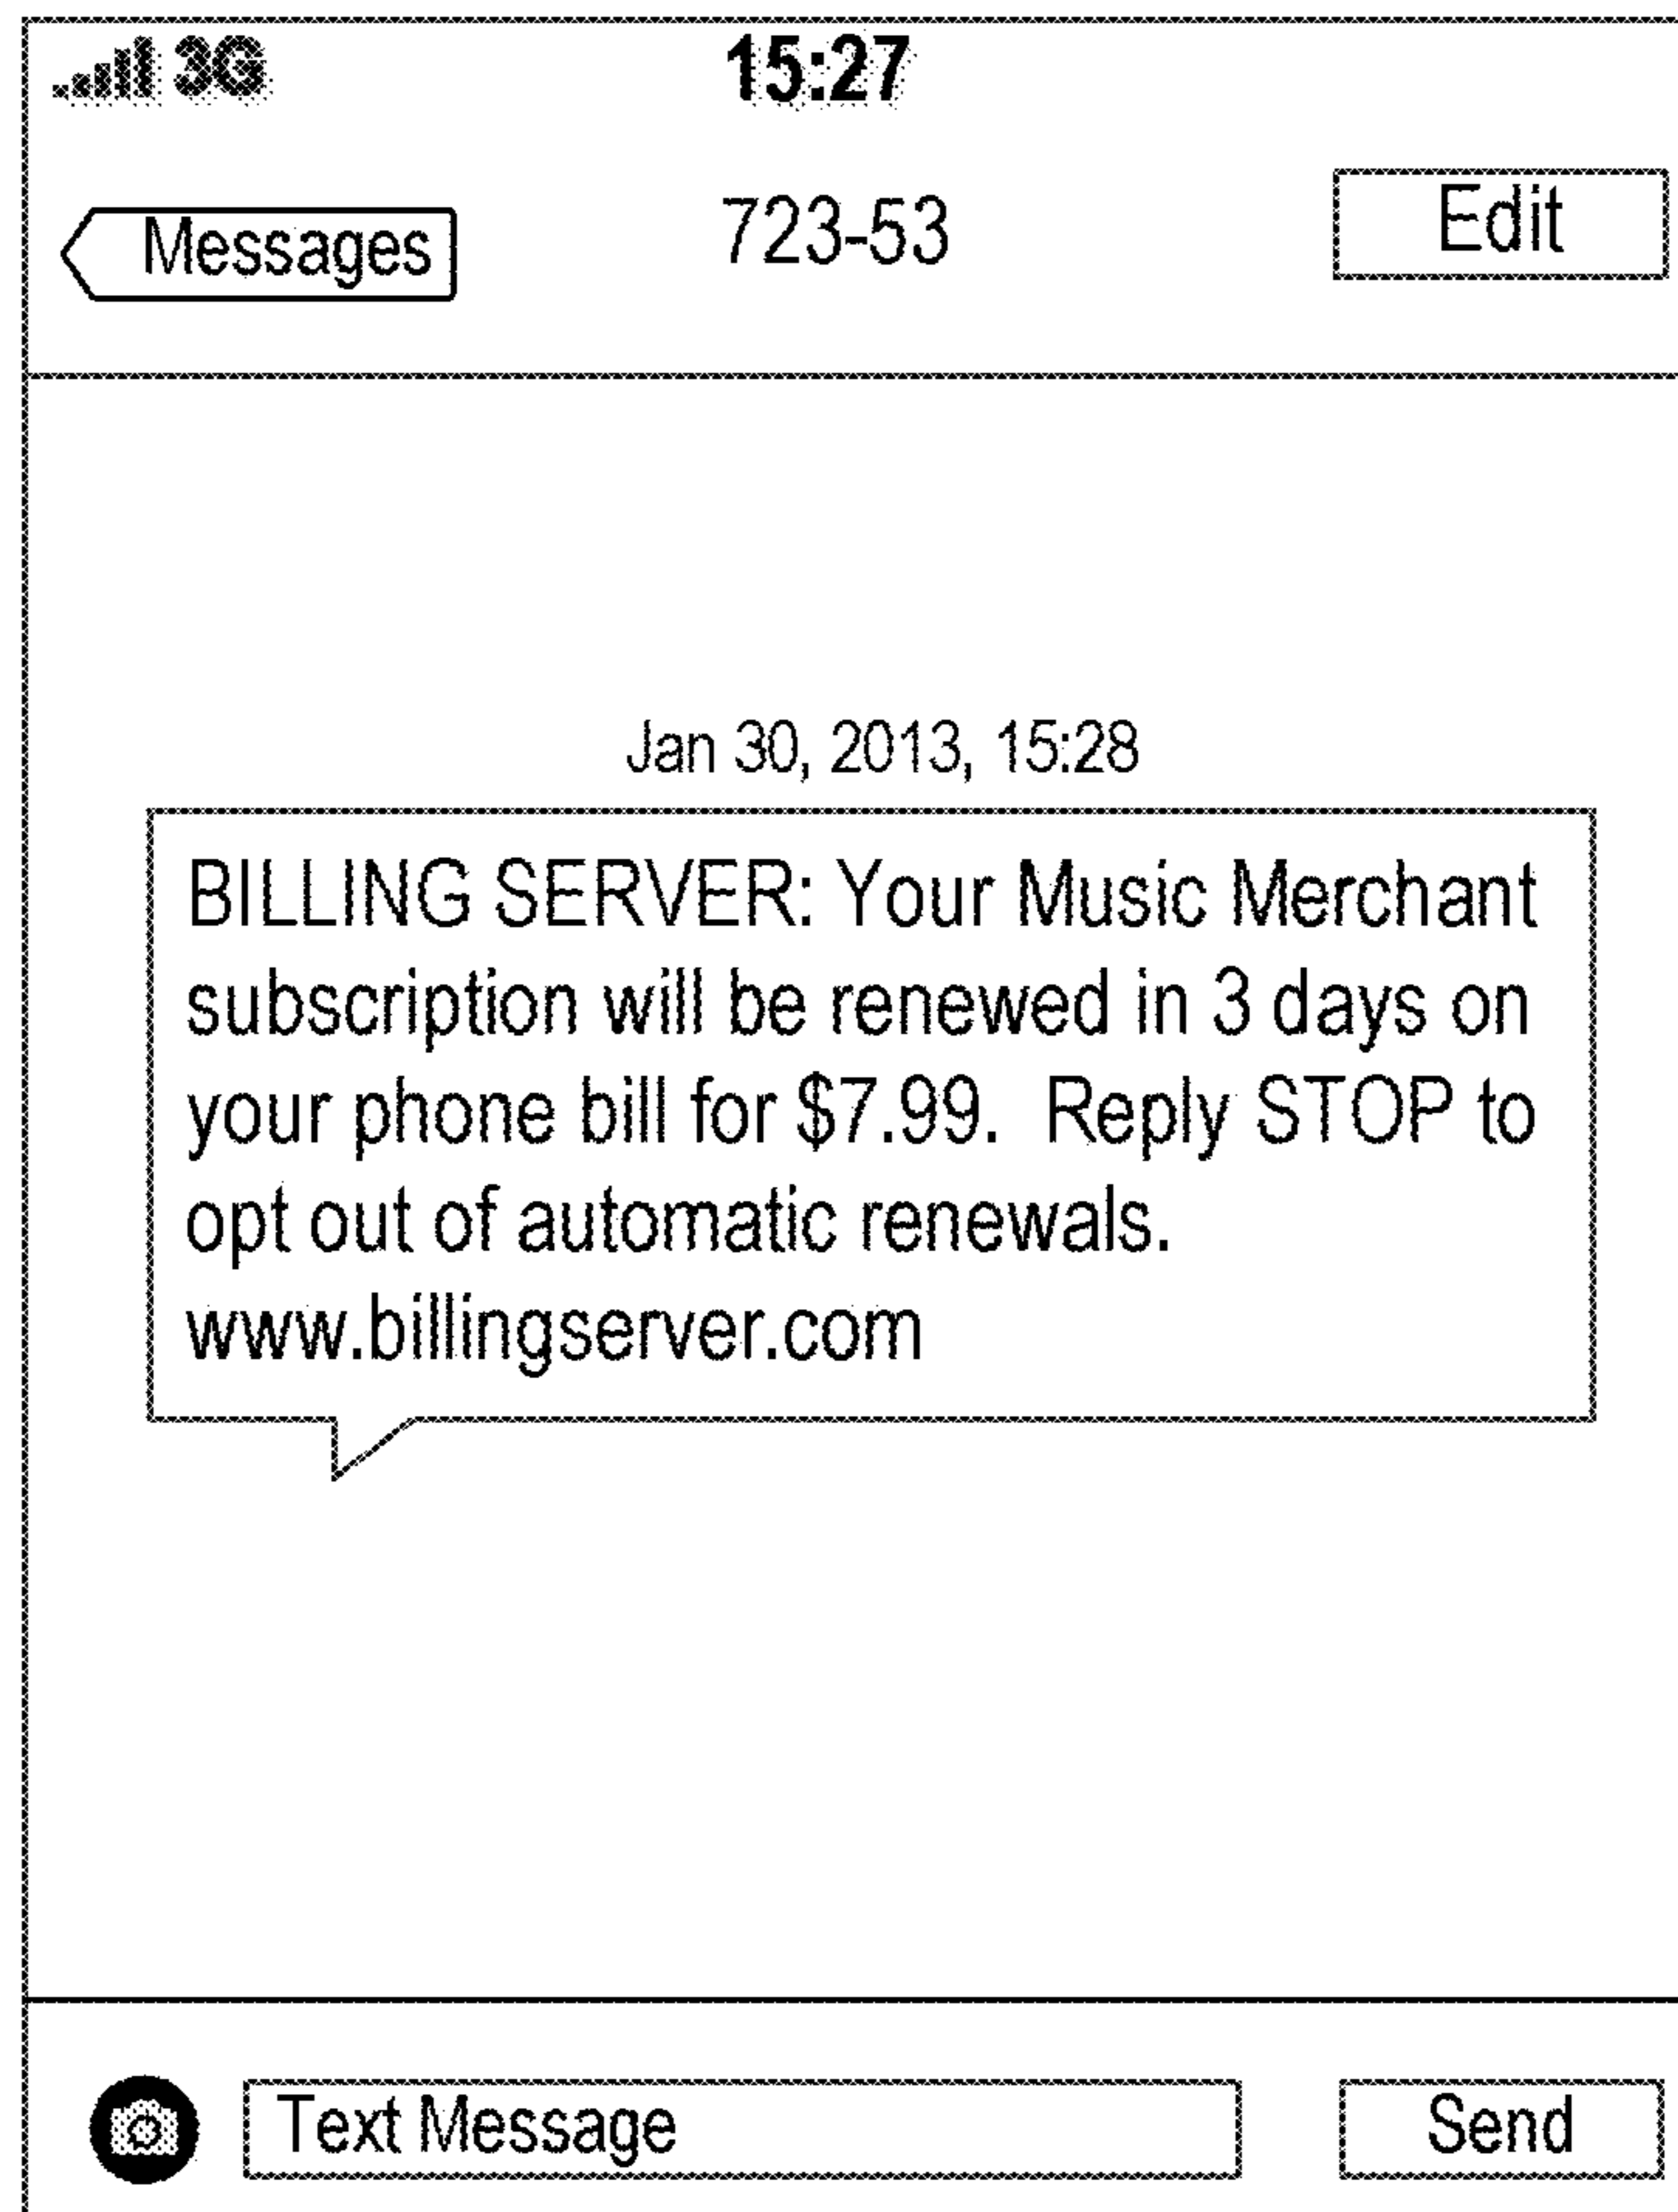 3G 15:27
Messages 723-53 Edit
Jan 30, 2013, 15:28
BILLING SERVER: Your Music Merchant
subscription will be renewed in 3 days on
your phone bill for $7.99. Reply STOP to
opt out of automatic renewals.
www.billingserver.com
Text Message Send